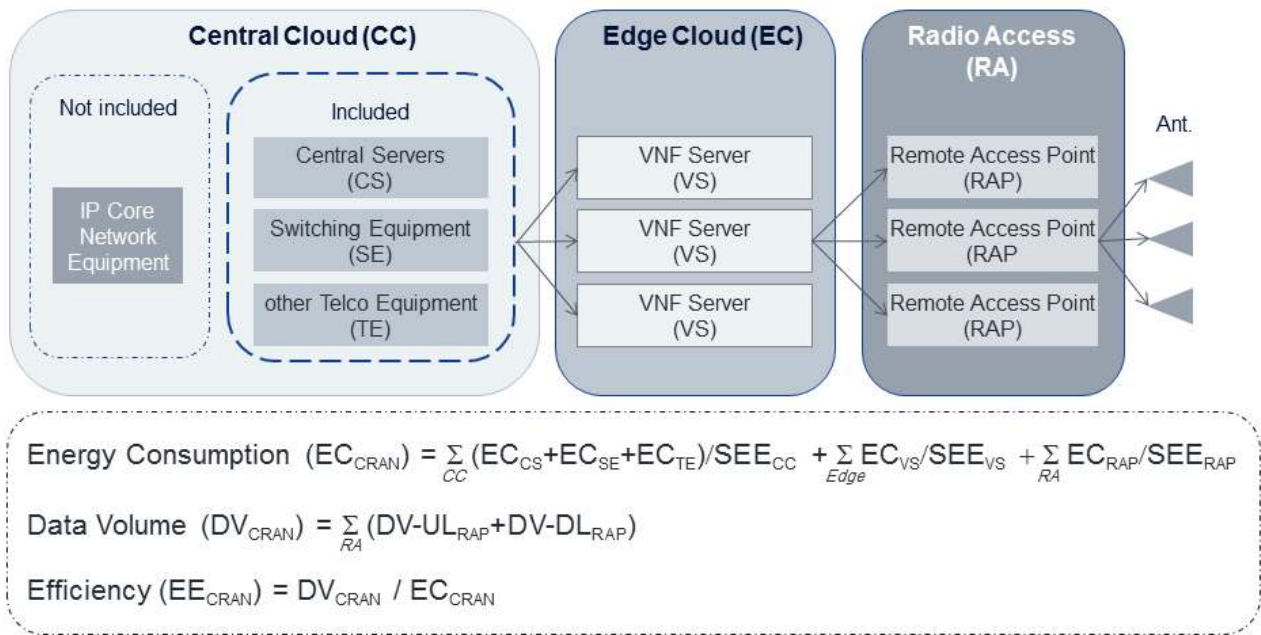 Central Cloud (CC)
Not included
IP Core
Network
Equipment
Included
Central Servers
(CS)
Switching Equipment
(SE)
other Telco Equipment
(TE)
Edge Cloud (EC)
VNF Server
(VS)
VNF Server
(VS)
VNF Server
(VS)
Radio Access
(RA)
Remote Access Point
(RAP)
Remote Access Point
(RAP
Remote Access Point
(RAP)
Ant.
Energy Consumption (EC_CRAN) = Σ_CC (EC_CS+EC_SE+EC_TE)/SEE_CC + Σ_Edge EC_VS/SEE_VS + Σ_RA EC_RAP/SEE_RAP
Data Volume (DV_CRAN) = Σ_RA (DV-UL_RAP+DV-DL_RAP)
Efficiency (EE_CRAN) = DV_CRAN / EC_CRAN